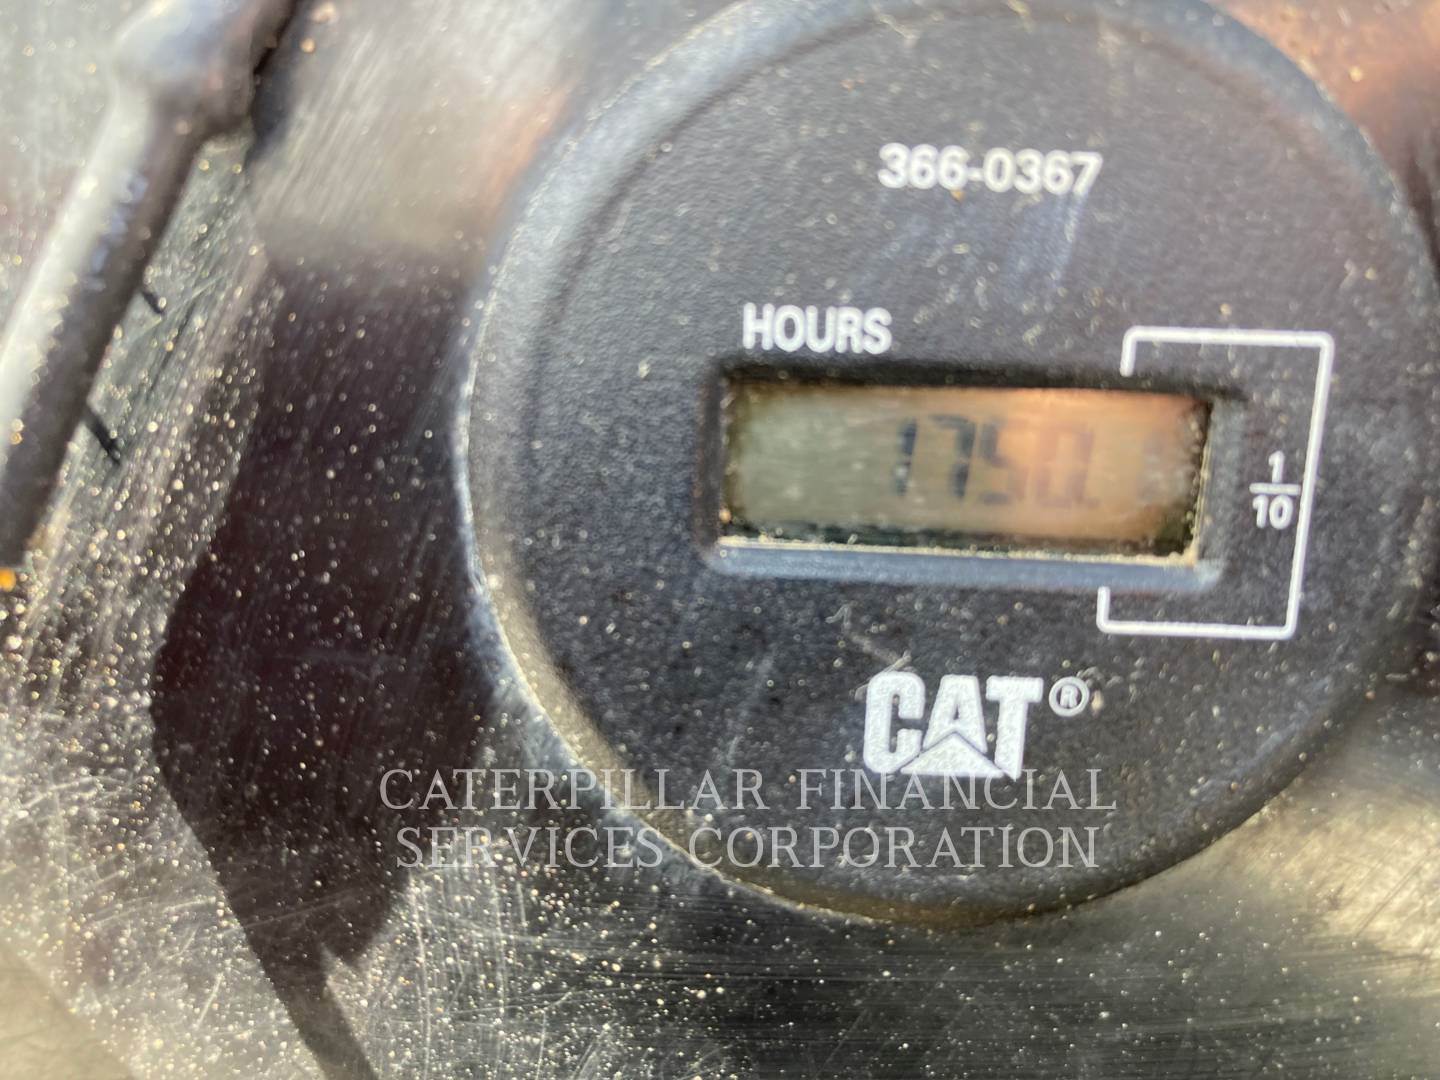 366-0367
HOURS
1750.
1
10
CAT®
CATERPILLAR FINANCIAL
SERVICES CORPORATION